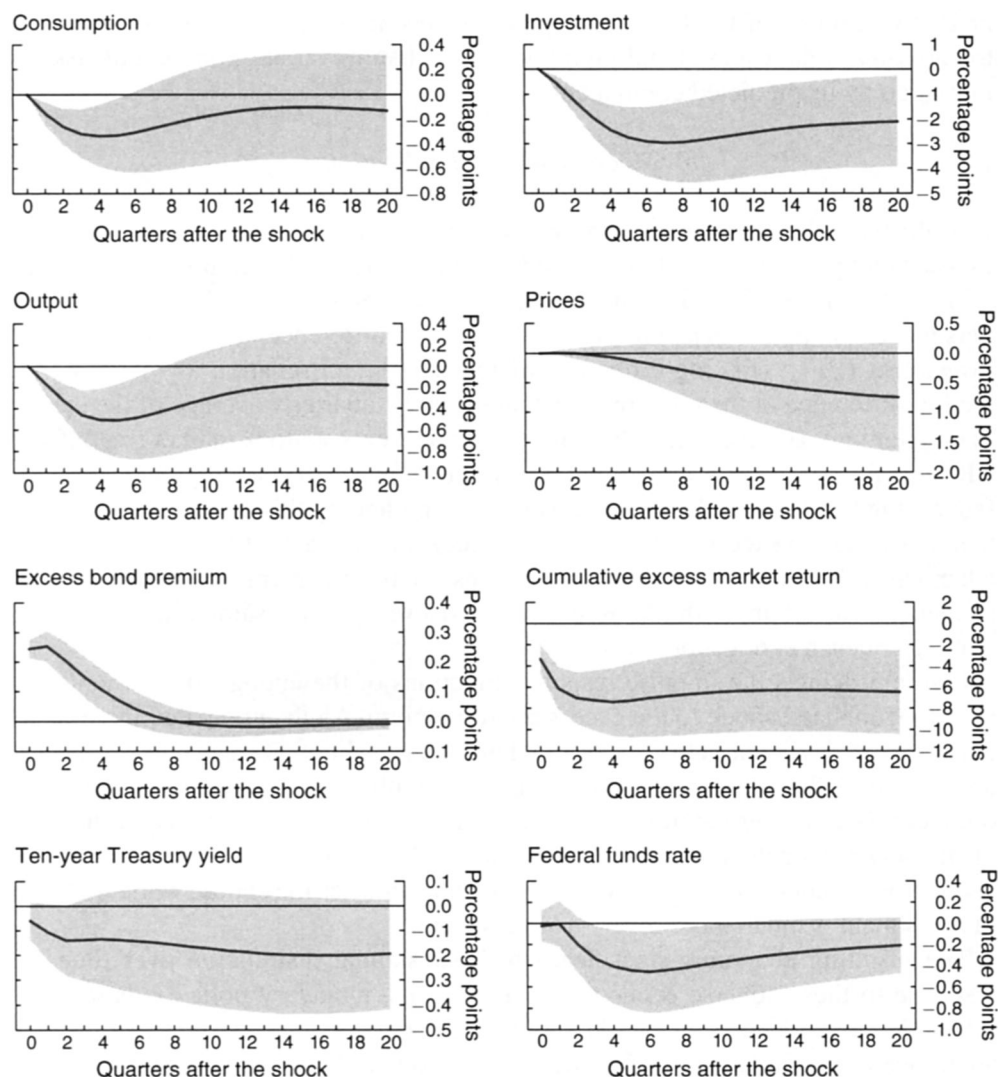 Consumption
0.4
0.2
0.0
−0.2
−0.4
−0.6
−0.8
Percentage points
0 2 4 6 8 10 12 14 16 18 20
Quarters after the shock
Investment
1
0
−1
−2
−3
−4
−5
Percentage points
0 2 4 6 8 10 12 14 16 18 20
Quarters after the shock
Output
0.4
0.2
0.0
−0.2
−0.4
−0.6
−0.8
−1.0
Percentage points
0 2 4 6 8 10 12 14 16 18 20
Quarters after the shock
Prices
0.5
0.0
−0.5
−1.0
−1.5
−2.0
Percentage points
0 2 4 6 8 10 12 14 16 18 20
Quarters after the shock
Excess bond premium
0.4
0.3
0.2
0.1
0.0
−0.1
Percentage points
0 2 4 6 8 10 12 14 16 18 20
Quarters after the shock
Cumulative excess market return
2
0
−2
−4
−6
−8
−10
−12
Percentage points
0 2 4 6 8 10 12 14 16 18 20
Quarters after the shock
Ten-year Treasury yield
0.1
0.0
−0.1
−0.2
−0.3
−0.4
−0.5
Percentage points
0 2 4 6 8 10 12 14 16 18 20
Quarters after the shock
Federal funds rate
0.4
0.2
0.0
−0.2
−0.4
−0.6
−0.8
−1.0
Percentage points
0 2 4 6 8 10 12 14 16 18 20
Quarters after the shock